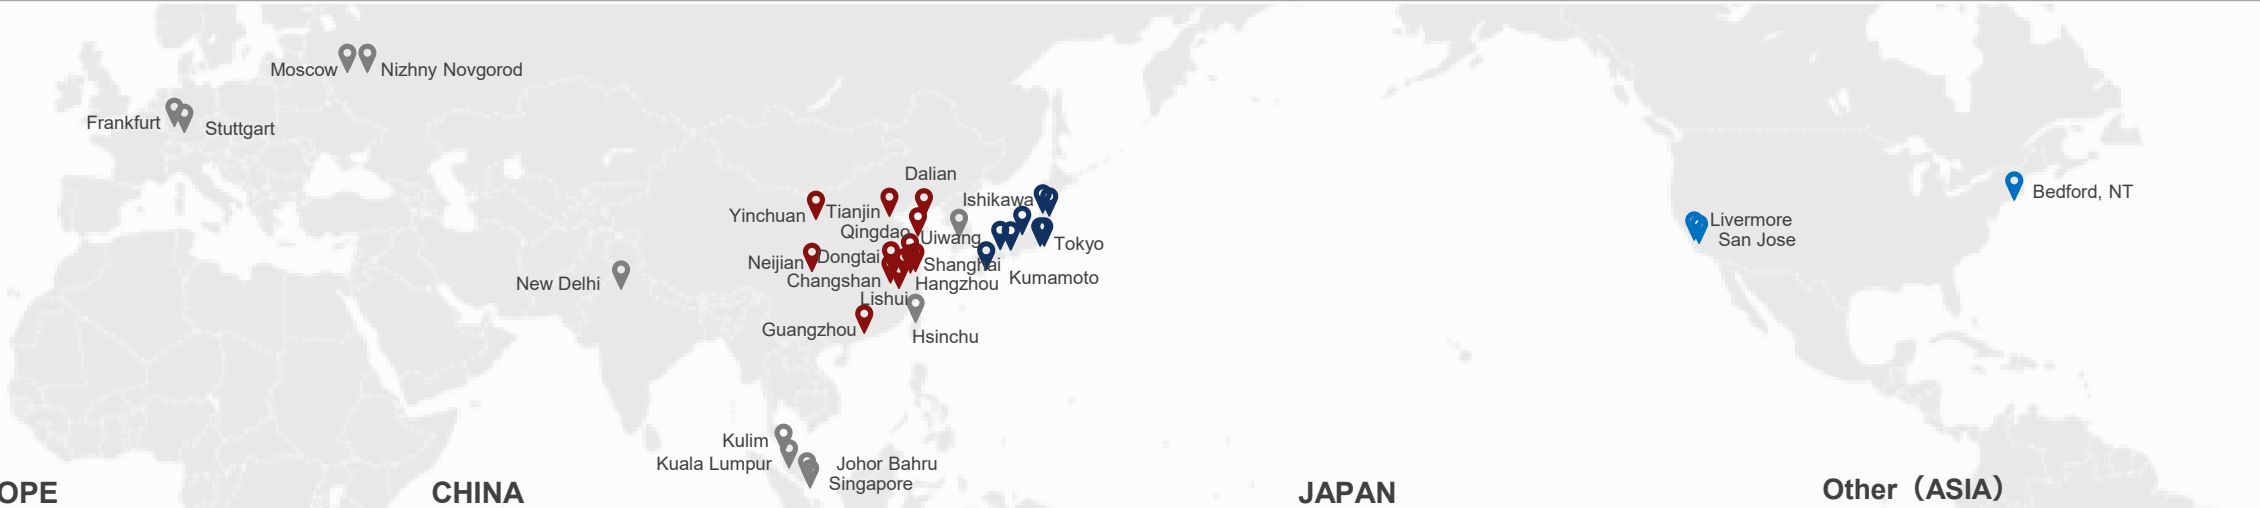 Moscow
Nizhny Novgorod
Frankfurt
Stuttgart
Dalian
Yinchuan
Tianjin
Ishikawa
Qingdao
Uiwang
Tokyo
Neijian
Dongtai
Shanghai
Changshan
Hangzhou
Kumamoto
New Delhi
Lishui
Guangzhou
Hsinchu
Bedford, NT
Livermore
San Jose
Kulim
Kuala Lumpur
Johor Bahru
Singapore
OPE
CHINA
JAPAN
Other（ASIA）